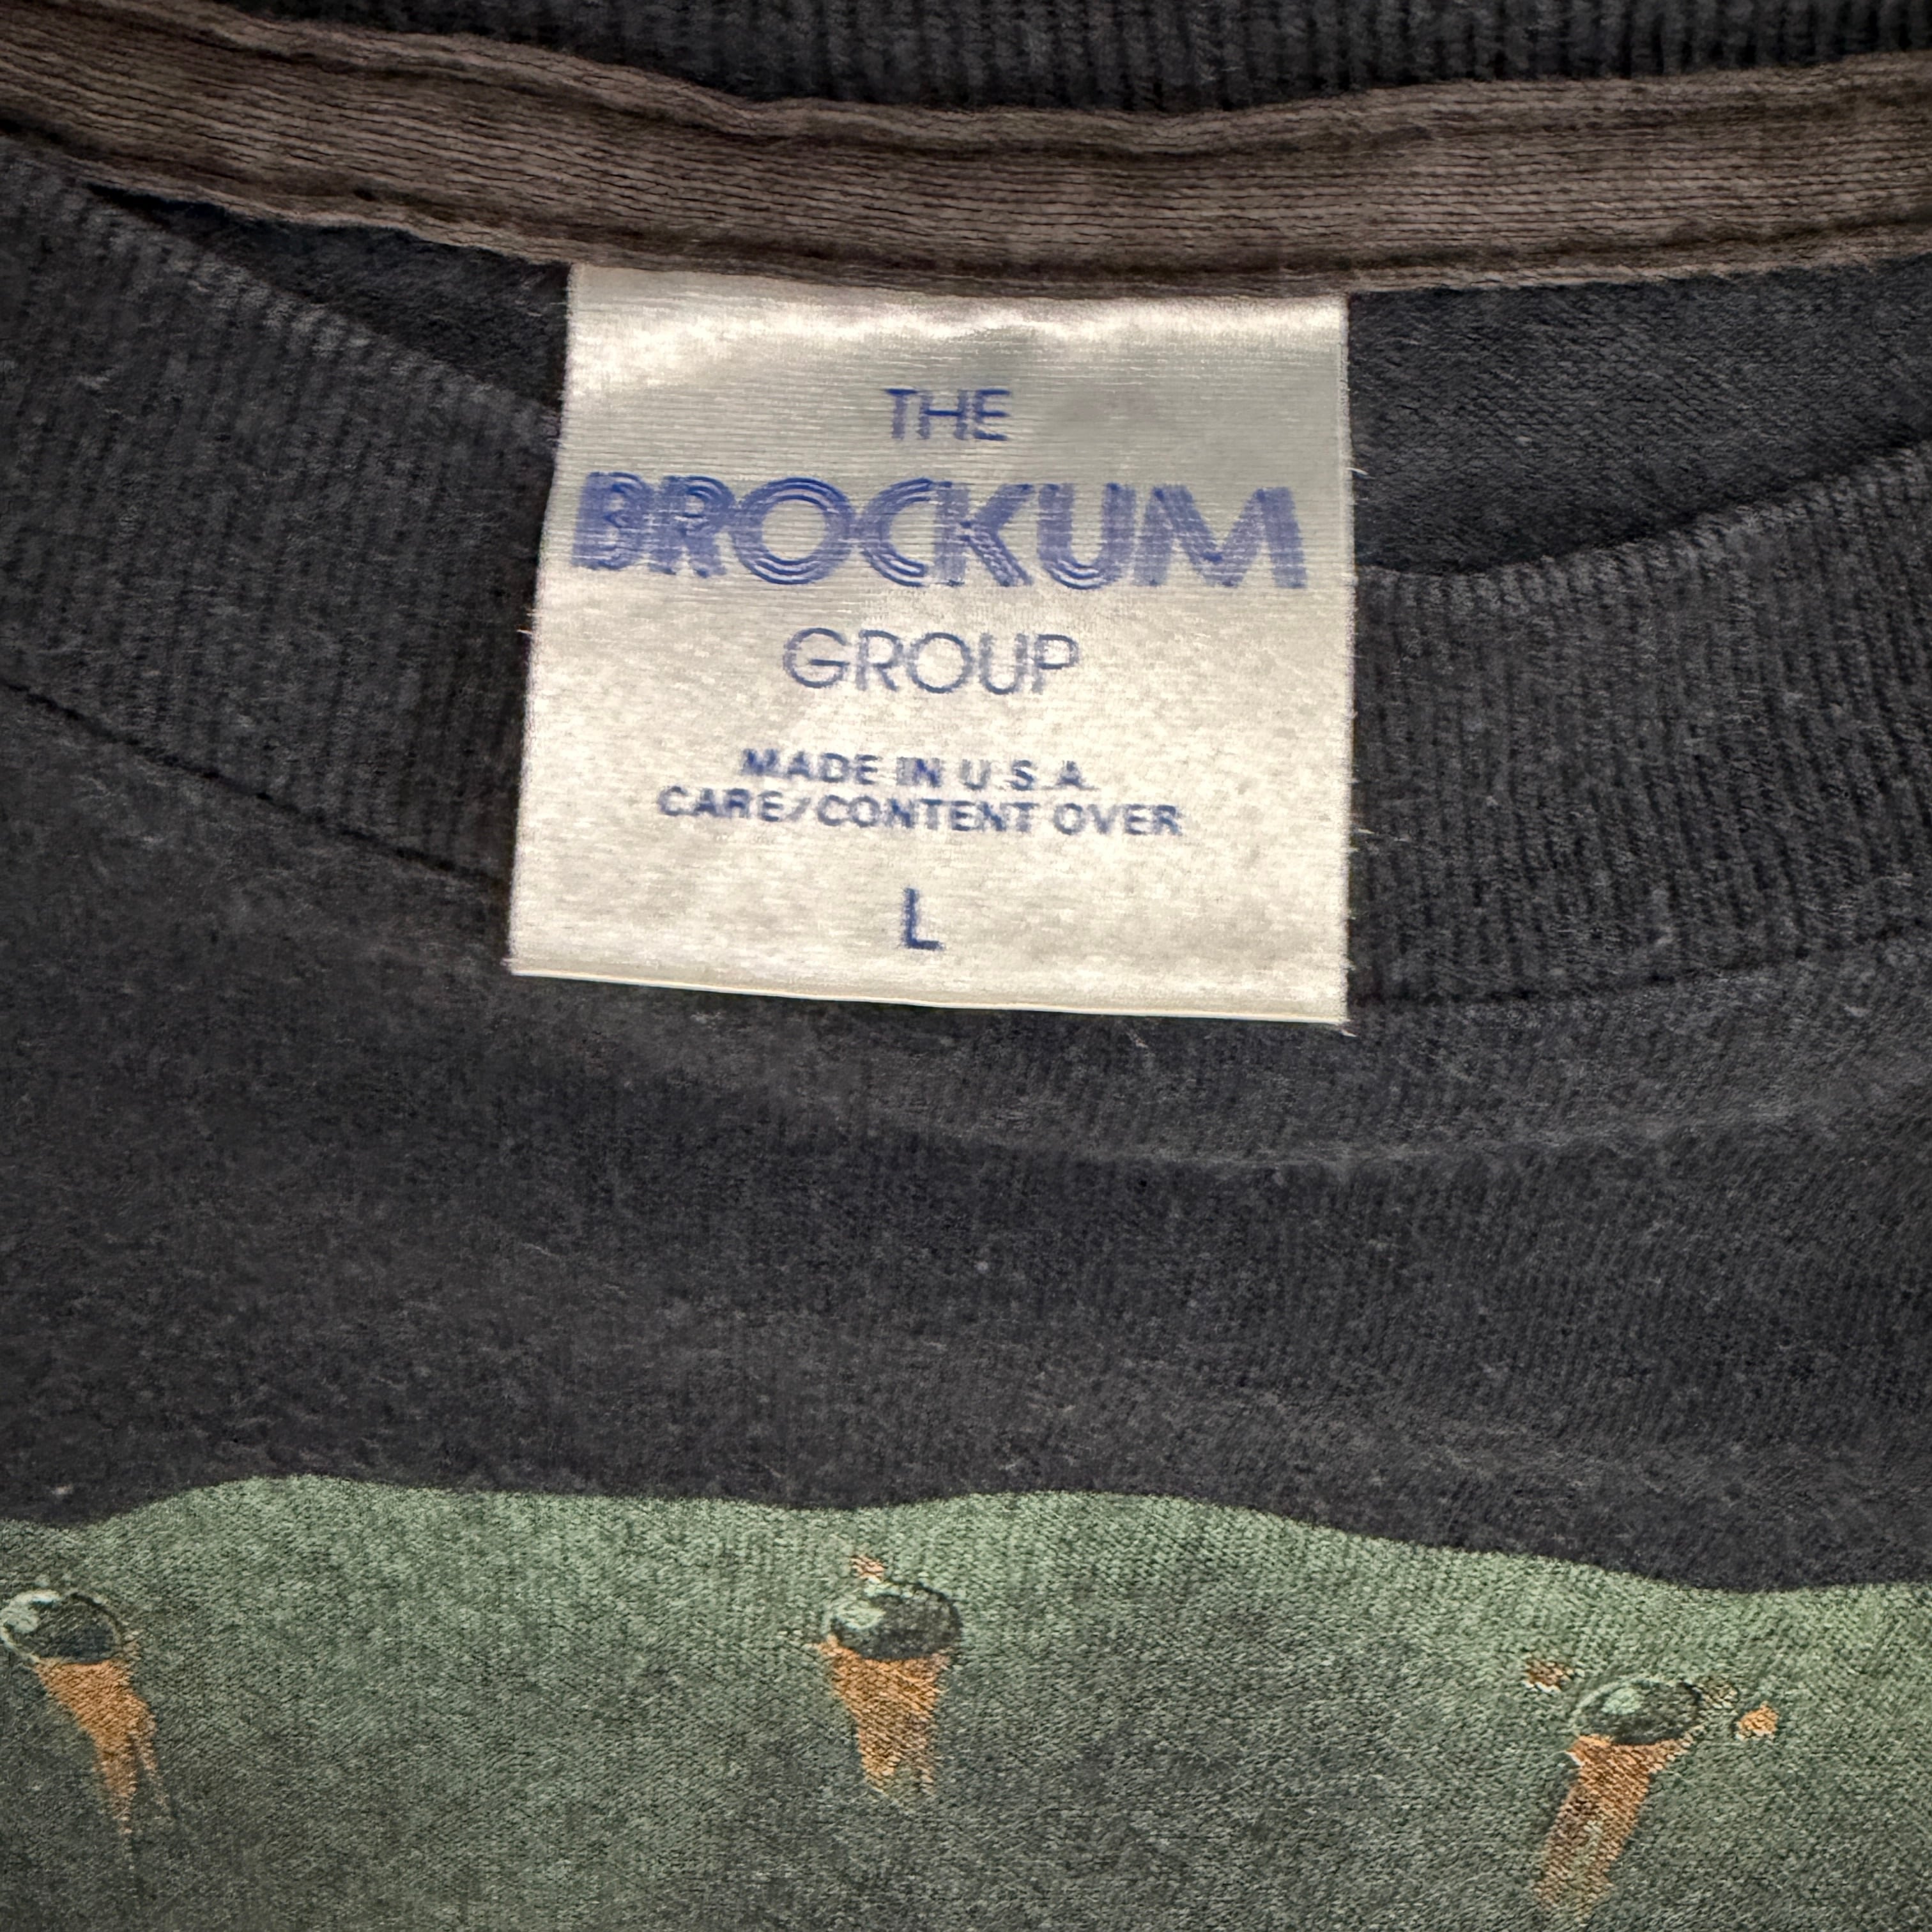 THE
BROCKUM
GROUP
MADE IN U.S.A.
CARE/CONTENT OVER
L